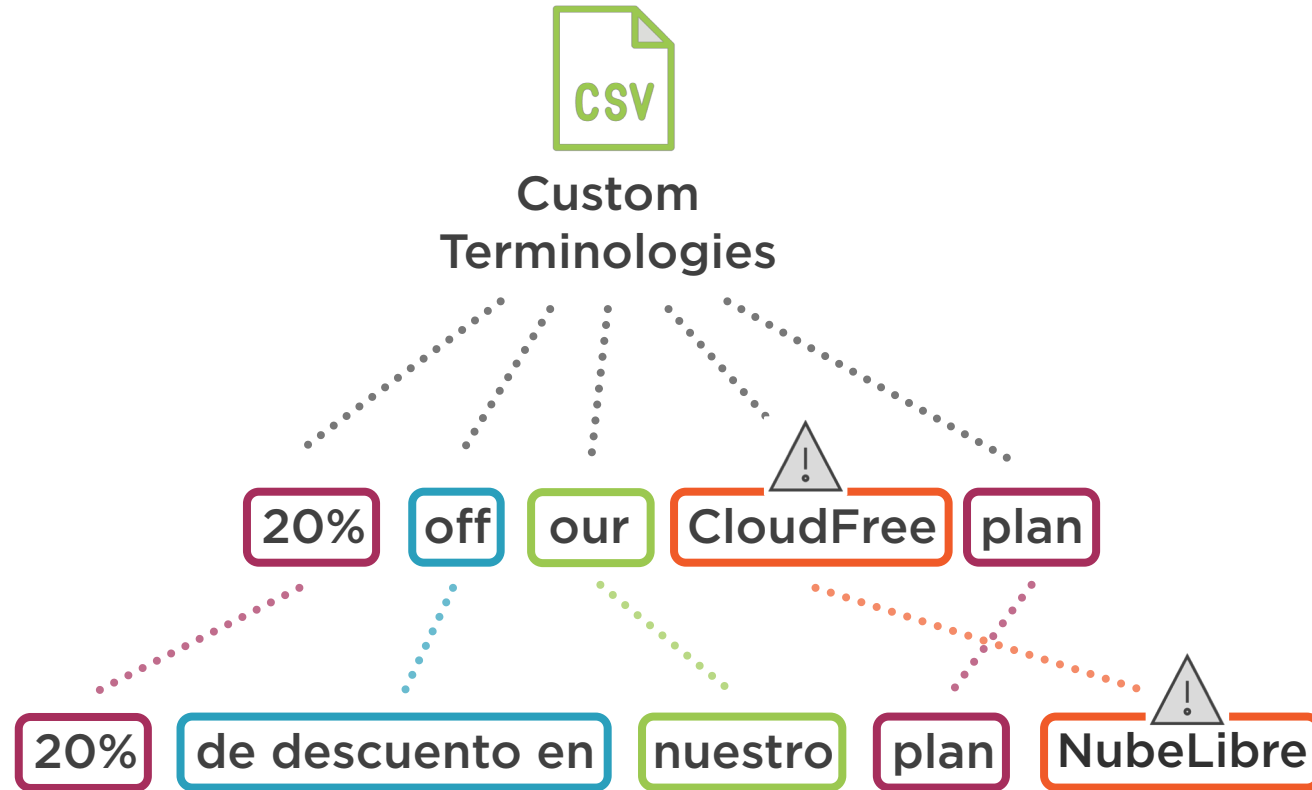 CSV
Custom
Terminologies
20% off our CloudFree plan
20% de descuento en nuestro plan NubeLibre